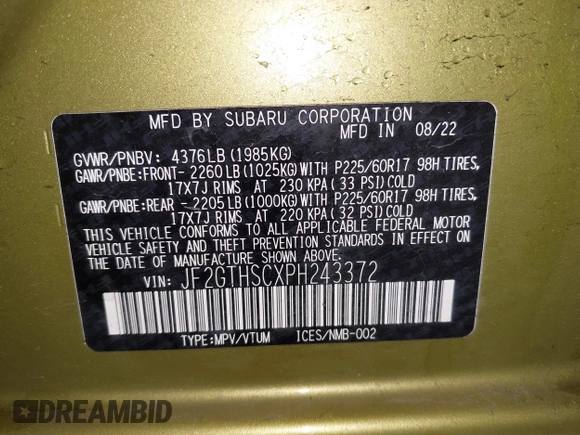 MFD BY SUBARU CORPORATION
MFD IN 08/22
GVWR/PNBV: 4376LB(1985KG)
GAWR/PNBE:FRONT- 2260LB(1025KG)WITH P225/60R17 98H TIRES,
17X7J RIMS AT 230 KPA(33 PSI)COLD
GAWR/PNBE:REAR -2205LB(1000KG)WITH P225/60R17 98H TIRES,
17X7J RIMS AT 220 KPA(32 PSI)COLD
THIS VEHICLE CONFORMS TO ALL APPLICABLE FEDERAL MOTOR
VEHICLE SAFETY AND THEFT PREVENTION STANDARDS IN EFFECT
ON THE DATE OF MANUFACTURE SHOWN ABOVE.
VIN: JF2GTHSCXPH243372
TYPE:MPV/VTUM ICES/NMB-002
DREAMBID